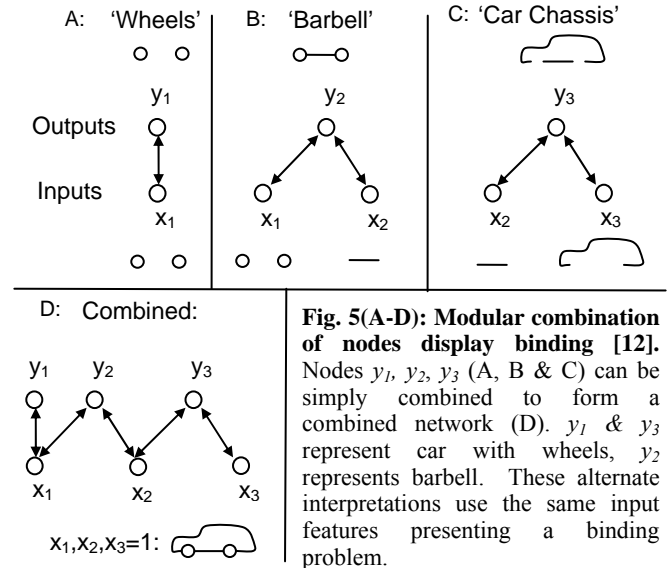 A: 'Wheels'
y1
Outputs
Inputs
x1
B: 'Barbell'
y2
x1
x2
C: 'Car Chassis'
y3
x2
x3
D: Combined:
y1 y2 y3
x1 x2 x3
x1,x2,x3=1:
Fig. 5(A-D): Modular combination
of nodes display binding [12].
Nodes y1, y2, y3 (A, B & C) can be
simply combined to form a
combined network (D). y1 & y3
represent car with wheels, y2
represents barbell. These alternate
interpretations use the same input
features presenting a binding
problem.